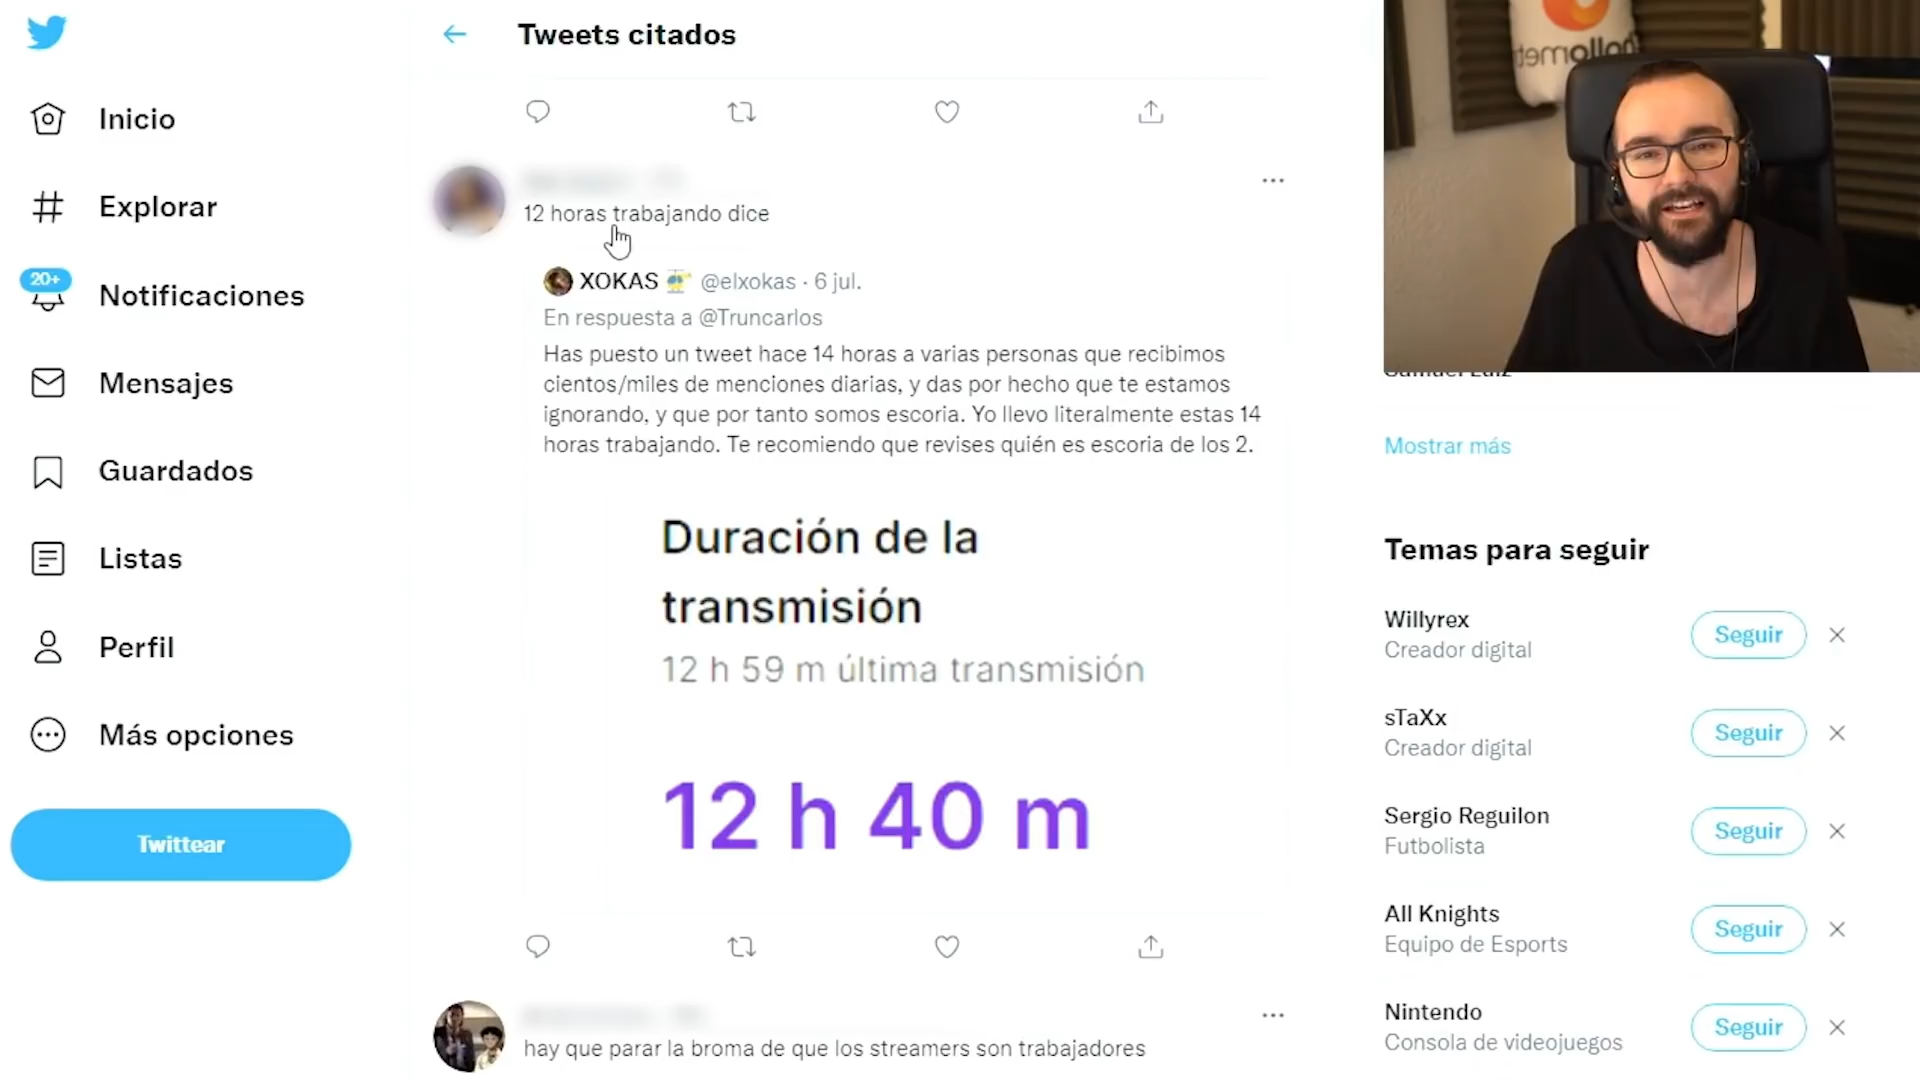 Tweets citados
Inicio
Explorar
20+
Notificaciones
Mensajes
Guardados
Listas
Perfil
Más opciones
Twittear
12 horas trabajando dice
XOKAS @elxokas · 6 jul.
En respuesta a @Truncarlos
Has puesto un tweet hace 14 horas a varias personas que recibimos
cientos/miles de menciones diarias, y das por hecho que te estamos
ignorando, y que por tanto somos escoria. Yo llevo literalmente estas 14
horas trabajando. Te recomiendo que revises quién es escoria de los 2.
Duración de la
transmisión
12 h 59 m última transmisión
12 h 40 m
hay que parar la broma de que los streamers son trabajadores
Mostrar más
Temas para seguir
Willyrex
Creador digital
Seguir
sTaXx
Creador digital
Seguir
Sergio Reguilon
Futbolista
Seguir
All Knights
Equipo de Esports
Seguir
Nintendo
Consola de videojuegos
Seguir